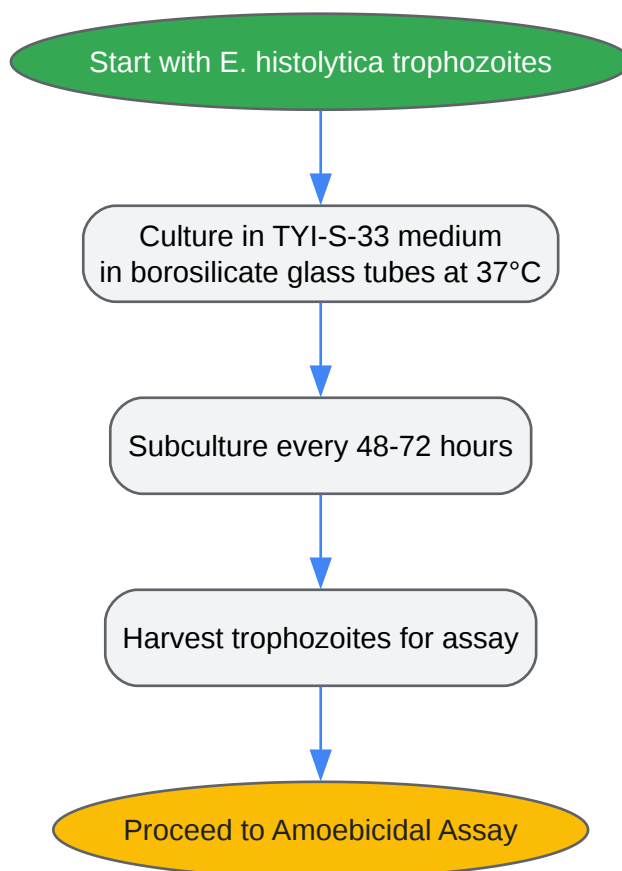 Start with E. histolytica trophozoites
Culture in TYI-S-33 medium
in borosilicate glass tubes at 37°C
Subculture every 48-72 hours
Harvest trophozoites for assay
Proceed to Amoebicidal Assay